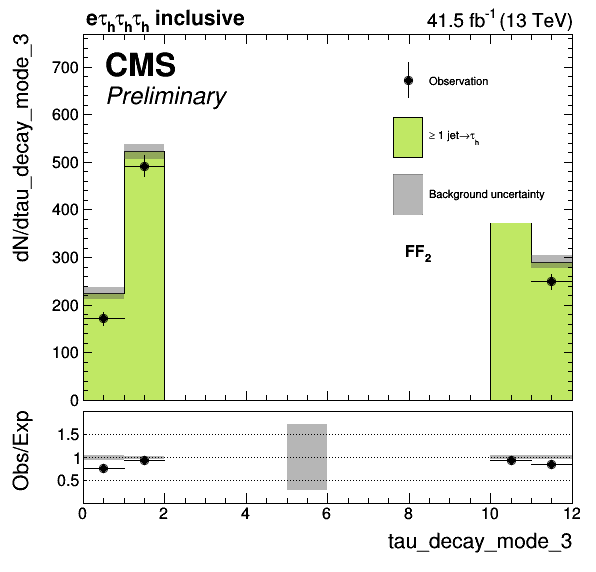 eτhτhτh inclusive
41.5 fb-1 (13 TeV)
CMS
Preliminary
Observation
≥ 1 jet→τh
Background uncertainty
FF2
dN/dtau_decay_mode_3
700
600
500
400
300
200
100
0
Obs/Exp
1.5
1
0.5
0 2 4 6 8 10 12
tau_decay_mode_3